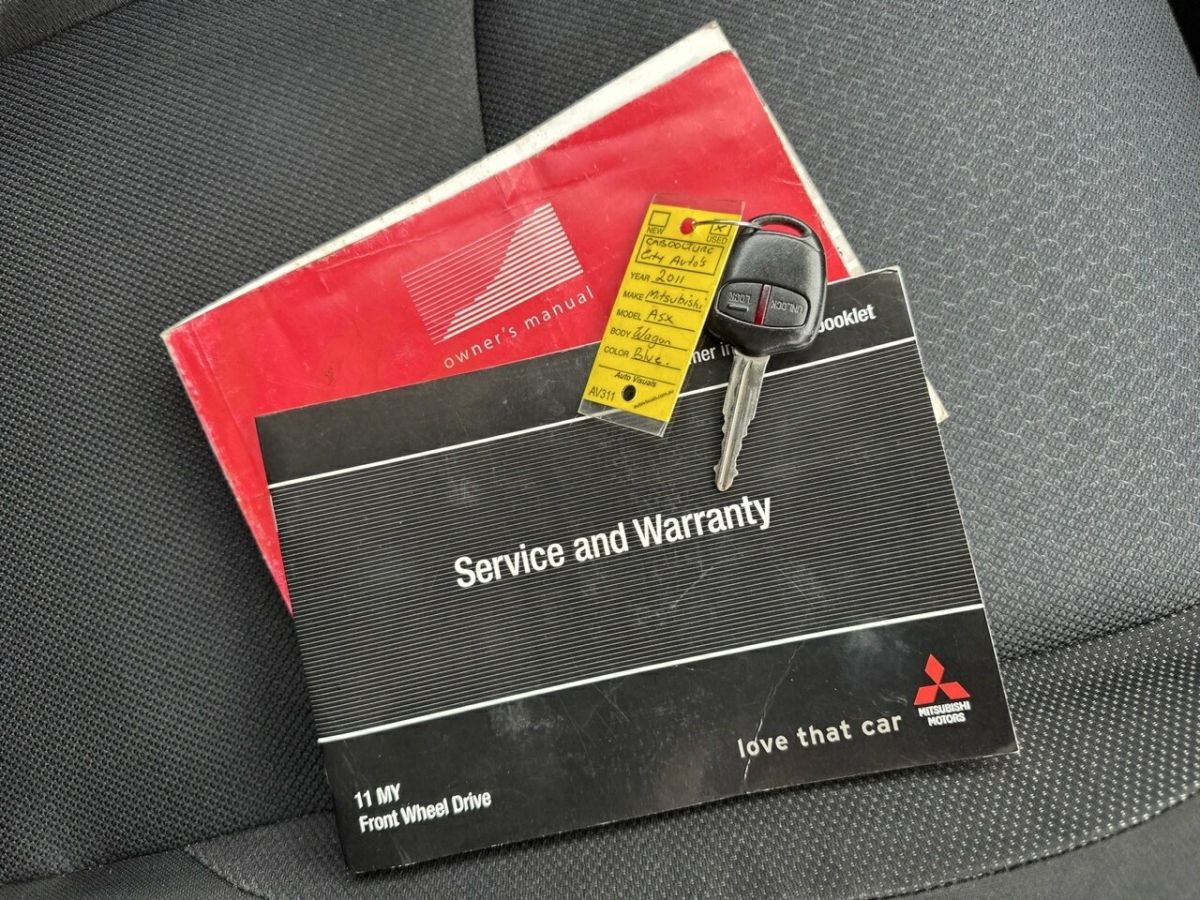 owner's manual
NEW
X
USED
CABOOLTURE
City Auto's
YEAR 2011
MAKE Mitsubishi
MODEL ASX
BODY Wagon
COLOR Blue.
Auto Visuals
AV311
LOCK
UNLOCK
booklet
Service and Warranty
MITSUBISHI
MOTORS
love that car
11 MY
Front Wheel Drive